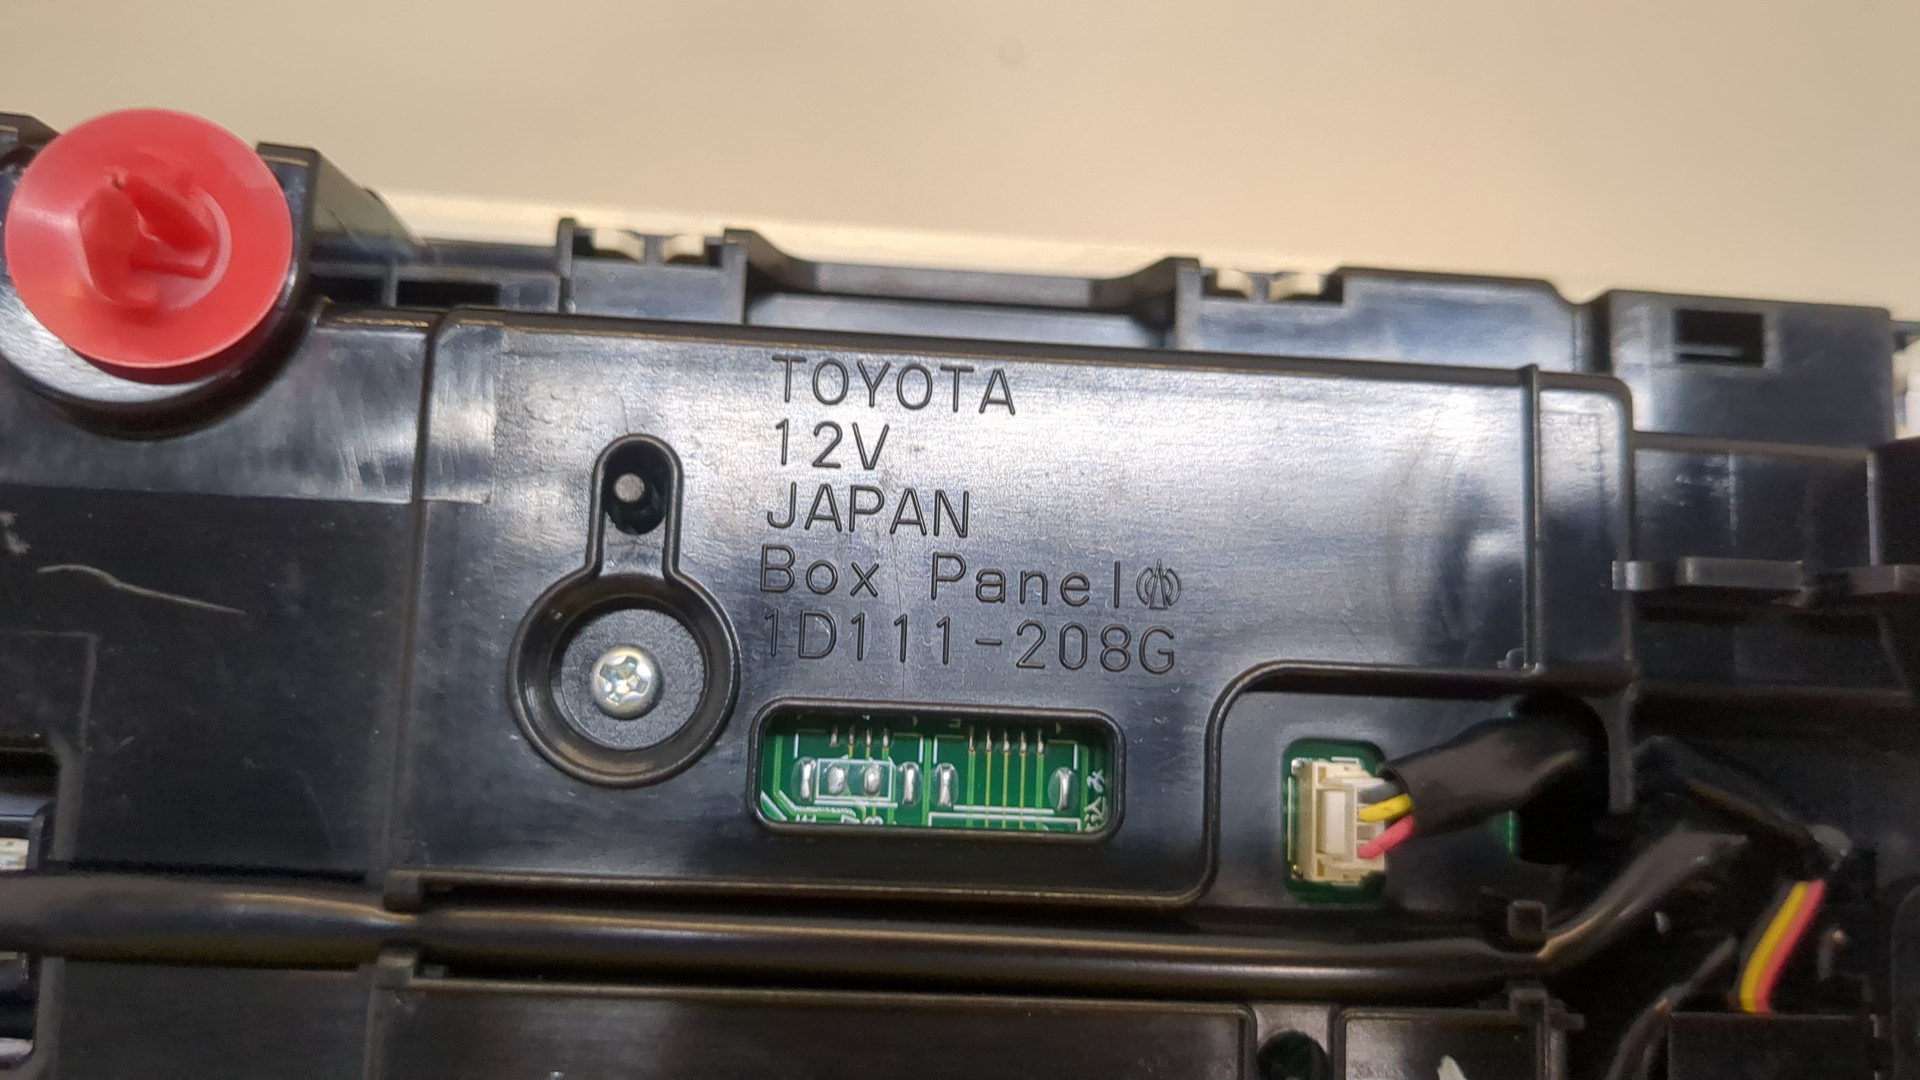 TOYOTA
12V
JAPAN
Box Panel
1D111-208G